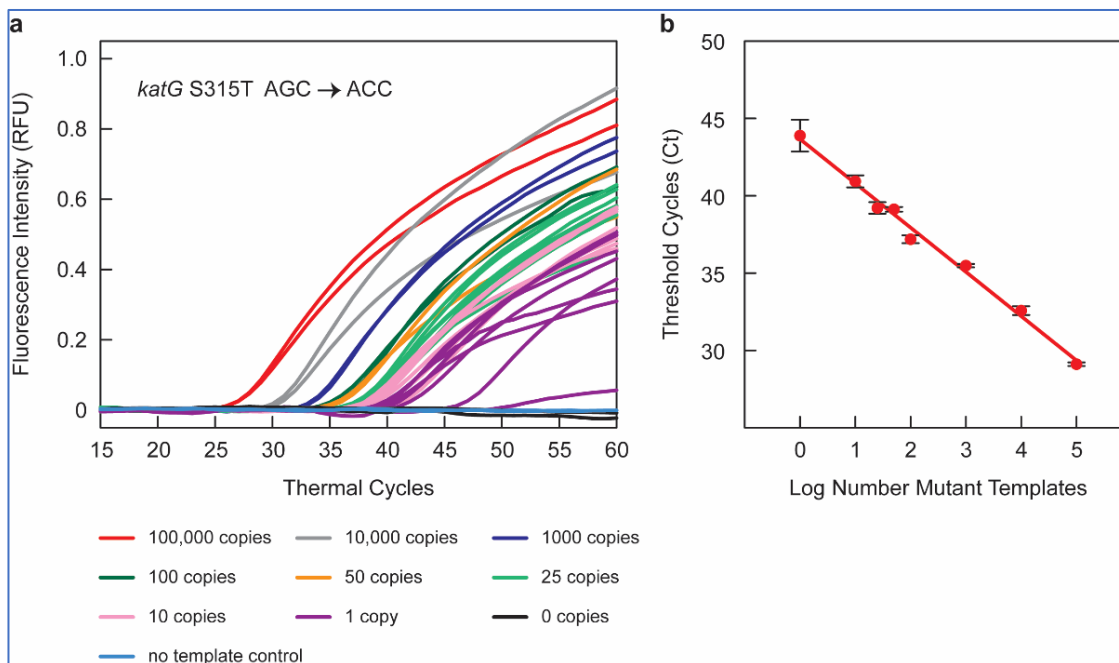 a
katG S315T AGC → ACC
Fluorescence Intensity (RFU)
1.0
0.8
0.6
0.4
0.2
0
15 20 25 30 35 40 45 50 55 60
Thermal Cycles
100,000 copies 10,000 copies 1000 copies
100 copies 50 copies 25 copies
10 copies 1 copy 0 copies
no template control
b
Threshold Cycles (Ct)
50
45
40
35
30
0 1 2 3 4 5
Log Number Mutant Templates